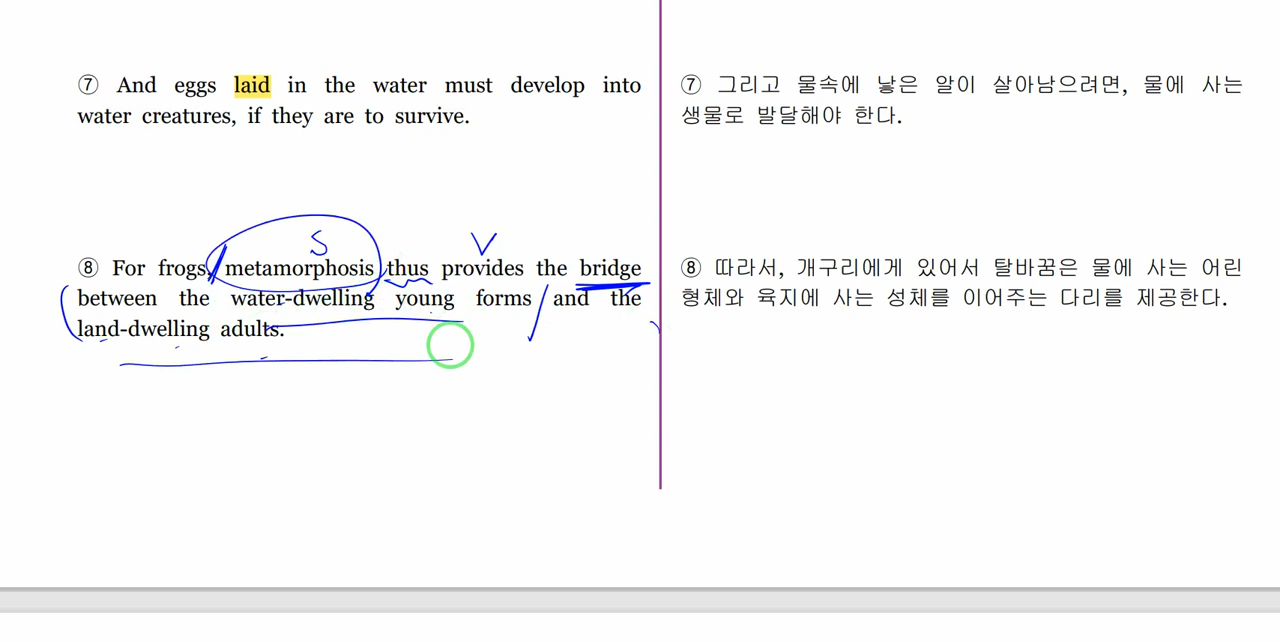 ⑦ And eggs laid in the water must develop into
water creatures, if they are to survive.
⑦ 그리고 물속에 낳은 알이 살아남으려면, 물에 사는
생물로 발달해야 한다.
S
V
⑧ For frogs, metamorphosis thus provides the bridge
between the water-dwelling young forms and the
land-dwelling adults.
⑧ 따라서, 개구리에게 있어서 탈바꿈은 물에 사는 어린
형체와 육지에 사는 성체를 이어주는 다리를 제공한다.